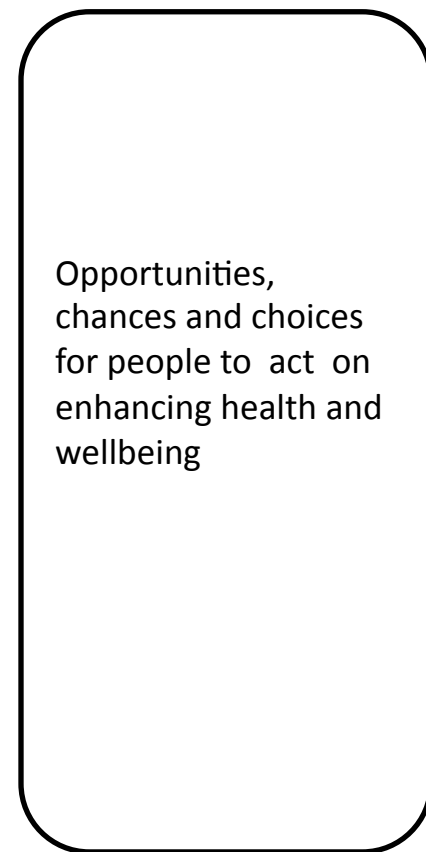 Opportunities,
chances and choices
for people to  act  on
enhancing health and
wellbeing